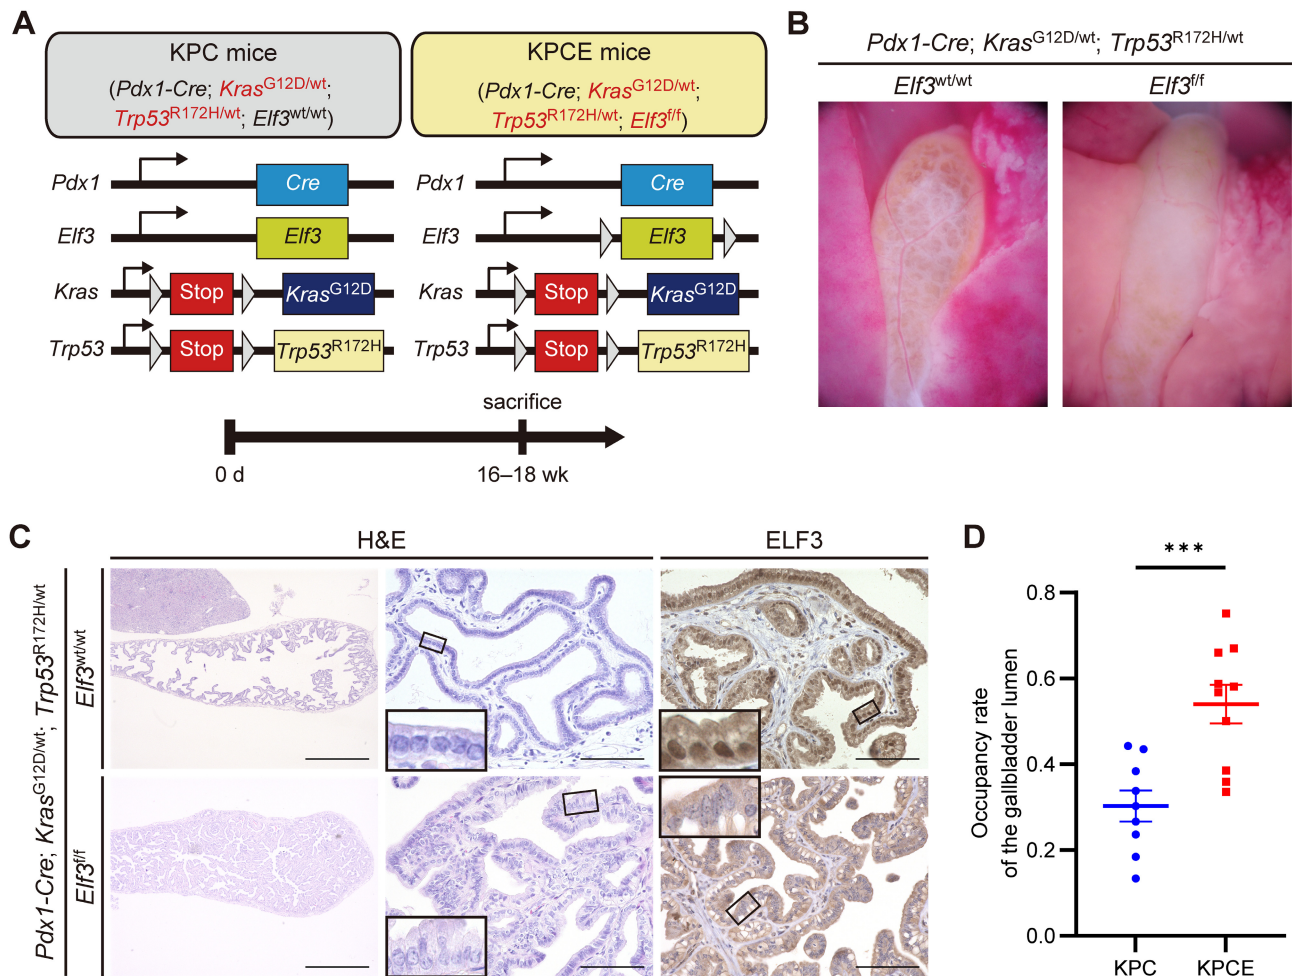 A
KPC mice
(Pdx1-Cre; KrasG12D/wt;
Trp53R172H/wt; Elf3wt/wt)
KPCE mice
(Pdx1-Cre; KrasG12D/wt;
Trp53R172H/wt; Elf3f/f)
Pdx1 Cre
Elf3 Elf3
Kras Stop KrasG12D
Trp53 Stop Trp53R172H
Pdx1 Cre
Elf3 Elf3
Kras Stop KrasG12D
Trp53 Stop Trp53R172H
sacrifice
0 d
16–18 wk
B
Pdx1-Cre; KrasG12D/wt; Trp53R172H/wt
Elf3wt/wt
Elf3f/f
C
H&E
ELF3
Pdx1-Cre; KrasG12D/wt; Trp53R172H/wt
Elf3wt/wt
Elf3f/f
D
***
Occupancy rate
of the gallbladder lumen
0.8
0.6
0.4
0.2
0.0
KPC
KPCE